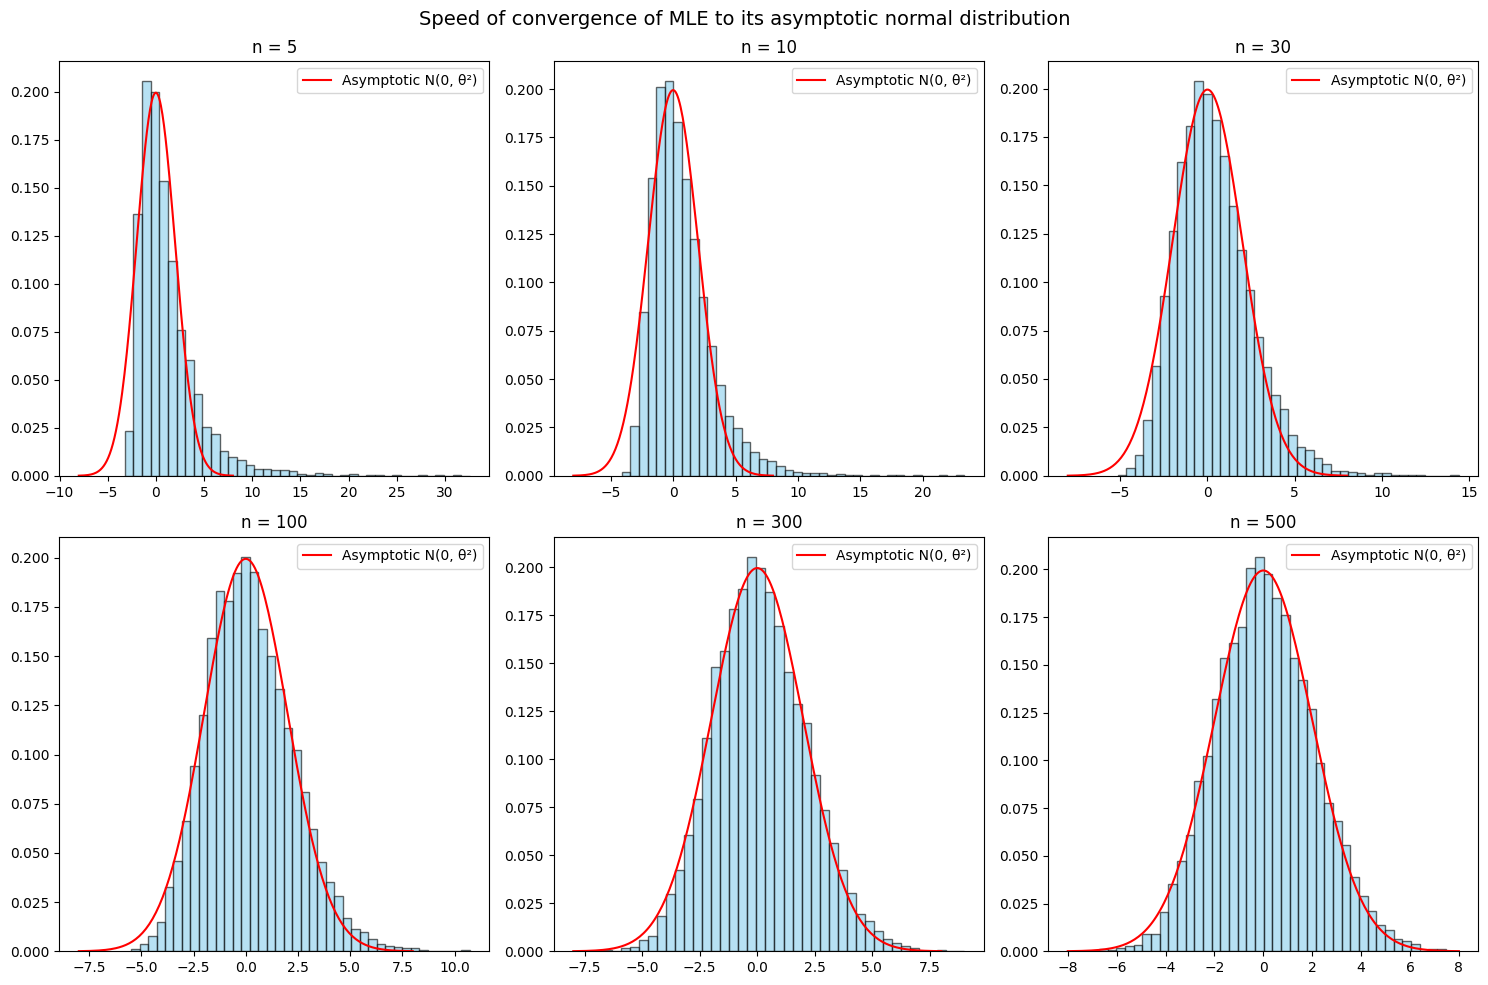 Speed of convergence of MLE to its asymptotic normal distribution
n = 5
n = 10
n = 30
Asymptotic N(0, θ²)
0.200
0.175
0.150
0.125
0.100
0.075
0.050
0.025
0.000
−10 −5 0 5 10 15 20 25 30
Asymptotic N(0, θ²)
0.200
0.175
0.150
0.125
0.100
0.075
0.050
0.025
0.000
−5 0 5 10 15 20
Asymptotic N(0, θ²)
0.200
0.175
0.150
0.125
0.100
0.075
0.050
0.025
0.000
−5 0 5 10 15
n = 100
n = 300
n = 500
Asymptotic N(0, θ²)
0.200
0.175
0.150
0.125
0.100
0.075
0.050
0.025
0.000
−7.5 −5.0 −2.5 0.0 2.5 5.0 7.5 10.0
Asymptotic N(0, θ²)
0.200
0.175
0.150
0.125
0.100
0.075
0.050
0.025
0.000
−7.5 −5.0 −2.5 0.0 2.5 5.0 7.5
Asymptotic N(0, θ²)
0.200
0.175
0.150
0.125
0.100
0.075
0.050
0.025
0.000
−8 −6 −4 −2 0 2 4 6 8